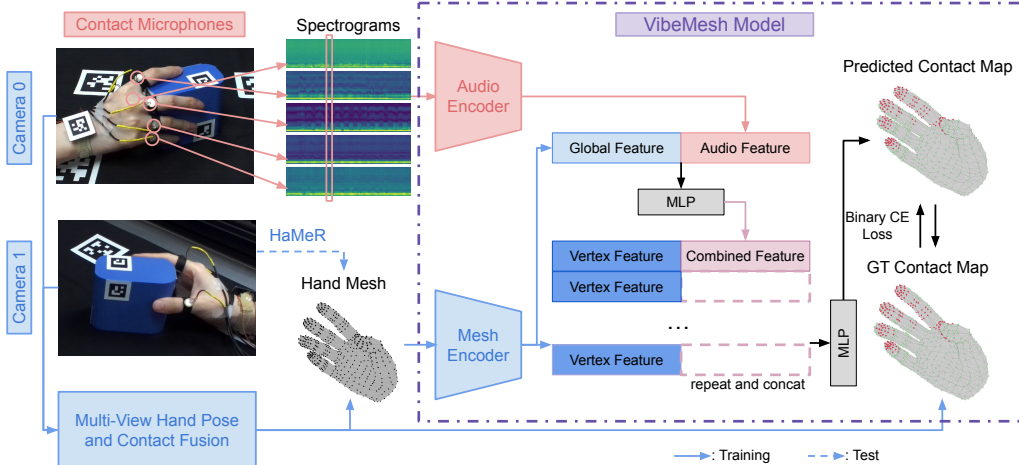 Contact Microphones
Spectrograms
VibeMesh Model
Camera 0
Audio
Encoder
Predicted Contact Map
Global Feature
Audio Feature
MLP
Binary CE
Loss
Camera 1
HaMeR
Hand Mesh
Vertex Feature
Combined Feature
Vertex Feature
GT Contact Map
...
Mesh
Encoder
Vertex Feature
MLP
repeat and concat
Multi-View Hand Pose
and Contact Fusion
: Training
: Test